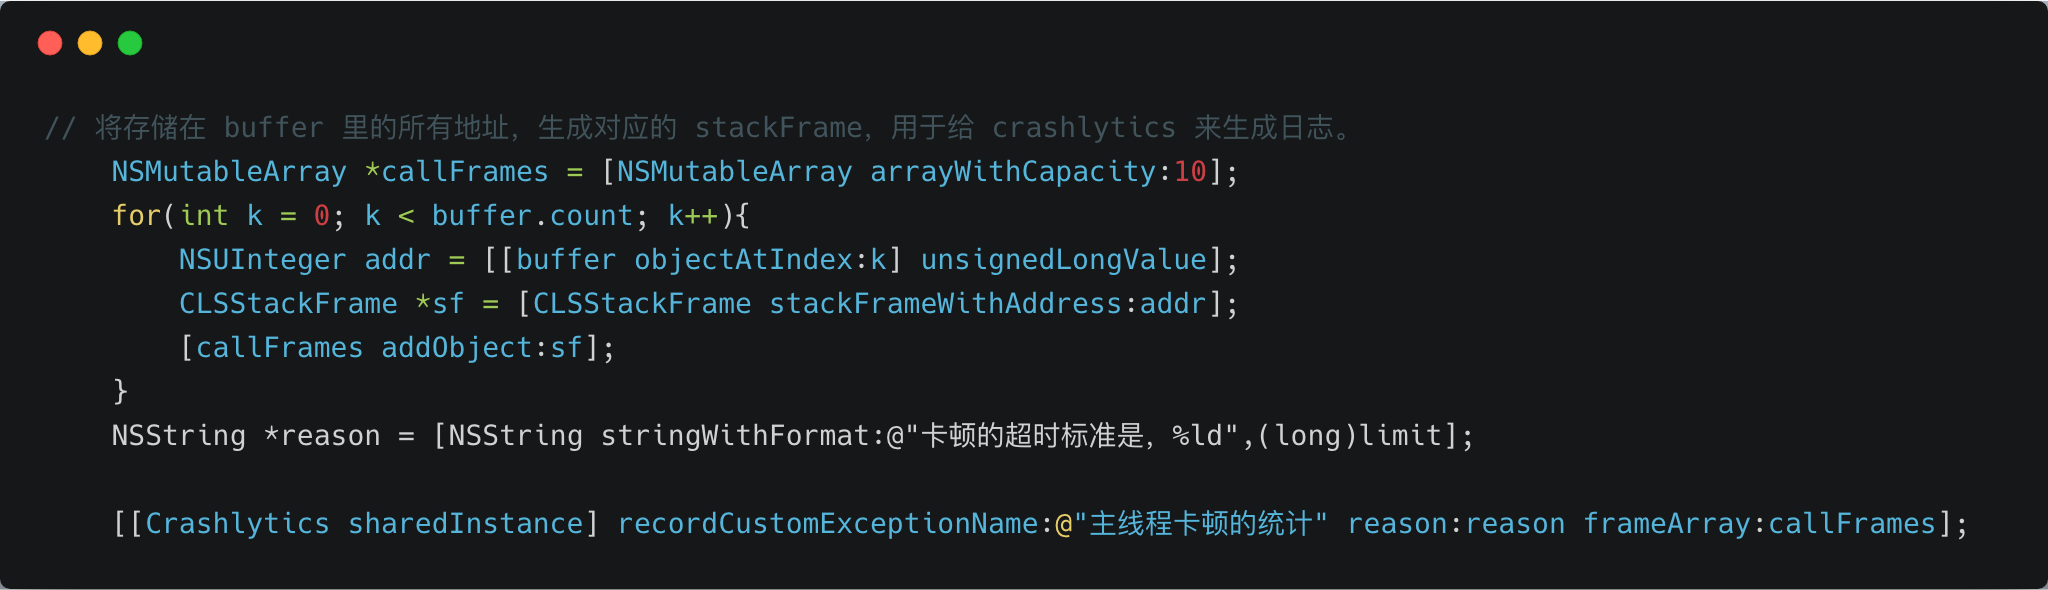 // 将存储在 buffer 里的所有地址，生成对应的 stackFrame，用于给 crashlytics 来生成日志。
    NSMutableArray *callFrames = [NSMutableArray arrayWithCapacity:10];
    for(int k = 0; k < buffer.count; k++){
        NSUInteger addr = [[buffer objectAtIndex:k] unsignedLongValue];
        CLSStackFrame *sf = [CLSStackFrame stackFrameWithAddress:addr];
        [callFrames addObject:sf];
    }
    NSString *reason = [NSString stringWithFormat:@"卡顿的超时标准是，%ld",(long)limit];
    [[Crashlytics sharedInstance] recordCustomExceptionName:@"主线程卡顿的统计" reason:reason frameArray:callFrames];